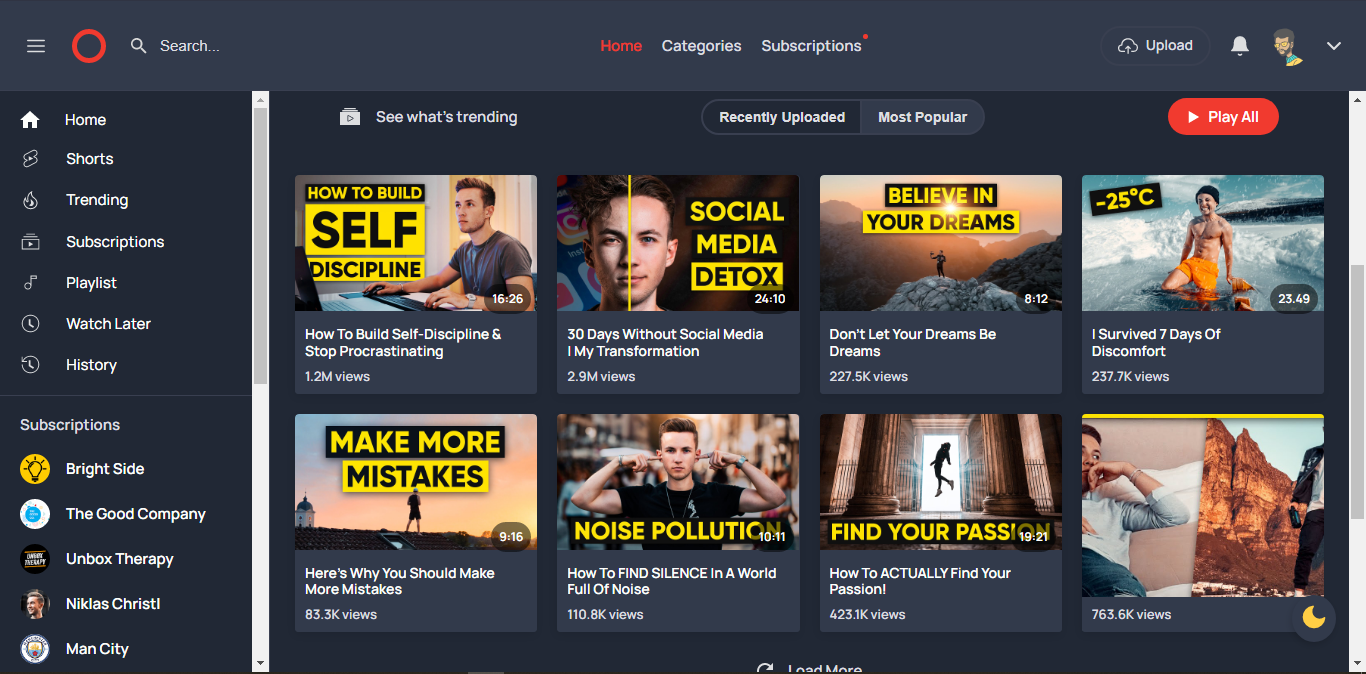 Search...
Home
Categories
Subscriptions
Upload
Home
Shorts
Trending
Subscriptions
Playlist
Watch Later
History
Subscriptions
Bright Side
The Good Company
UNBOX
THERAPY
Unbox Therapy
Niklas Christl
Man City
See what's trending
Recently Uploaded
Most Popular
Play All
HOW TO BUILD
SELF
DISCIPLINE
16:26
How To Build Self-Discipline &
Stop Procrastinating
1.2M views
SOCIAL
MEDIA
DETOX
24:10
30 Days Without Social Media
| My Transformation
2.9M views
BELIEVE IN
YOUR DREAMS
8:12
Don't Let Your Dreams Be
Dreams
227.5K views
-25°C
23.49
I Survived 7 Days Of
Discomfort
237.7K views
MAKE MORE
MISTAKES
9:16
Here's Why You Should Make
More Mistakes
83.3K views
NOISE POLLUTION
10:11
How To FIND SILENCE In A World
Full Of Noise
110.8K views
FIND YOUR PASSION
19:21
How To ACTUALLY Find Your
Passion!
423.1K views
763.6K views
Load More